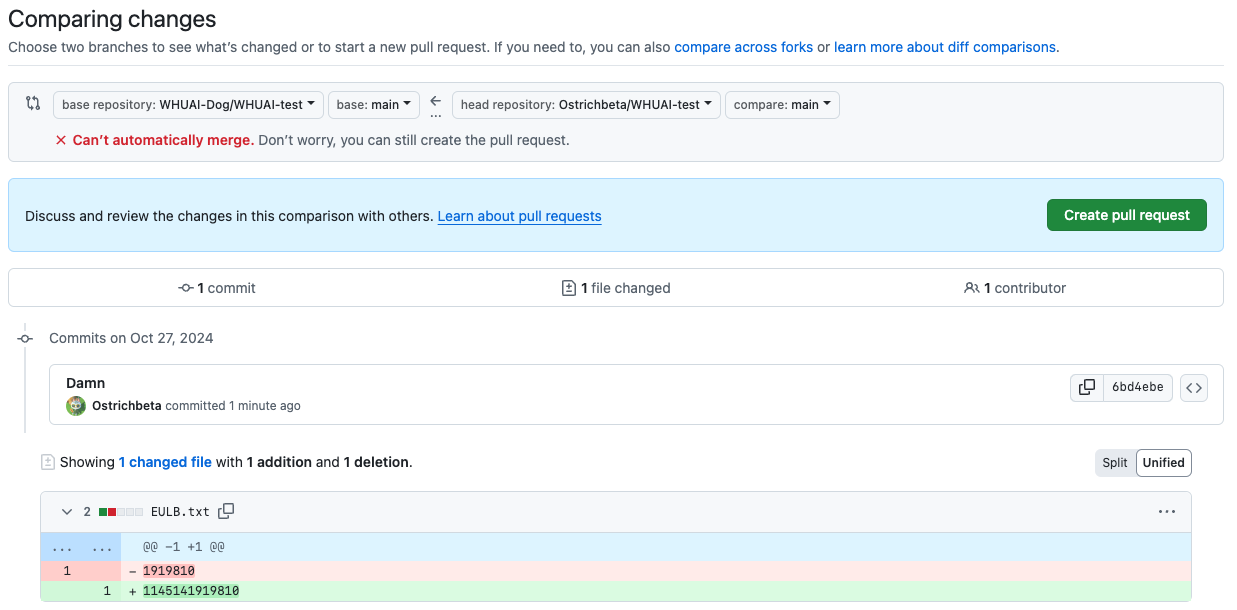 Comparing changes
Choose two branches to see what's changed or to start a new pull request. If you need to, you can also compare across forks or learn more about diff comparisons.
base repository: WHUAI-Dog/WHUAI-test base: main ... head repository: Ostrichbeta/WHUAI-test compare: main
Can't automatically merge. Don't worry, you can still create the pull request.
Discuss and review the changes in this comparison with others. Learn about pull requests Create pull request
1 commit 1 file changed 1 contributor
Commits on Oct 27, 2024
Damn
Ostrichbeta committed 1 minute ago 6bd4ebe
Showing 1 changed file with 1 addition and 1 deletion. Split Unified
2 EULB.txt
... ... @@ -1 +1 @@
1 - 1919810
1 + 1145141919810